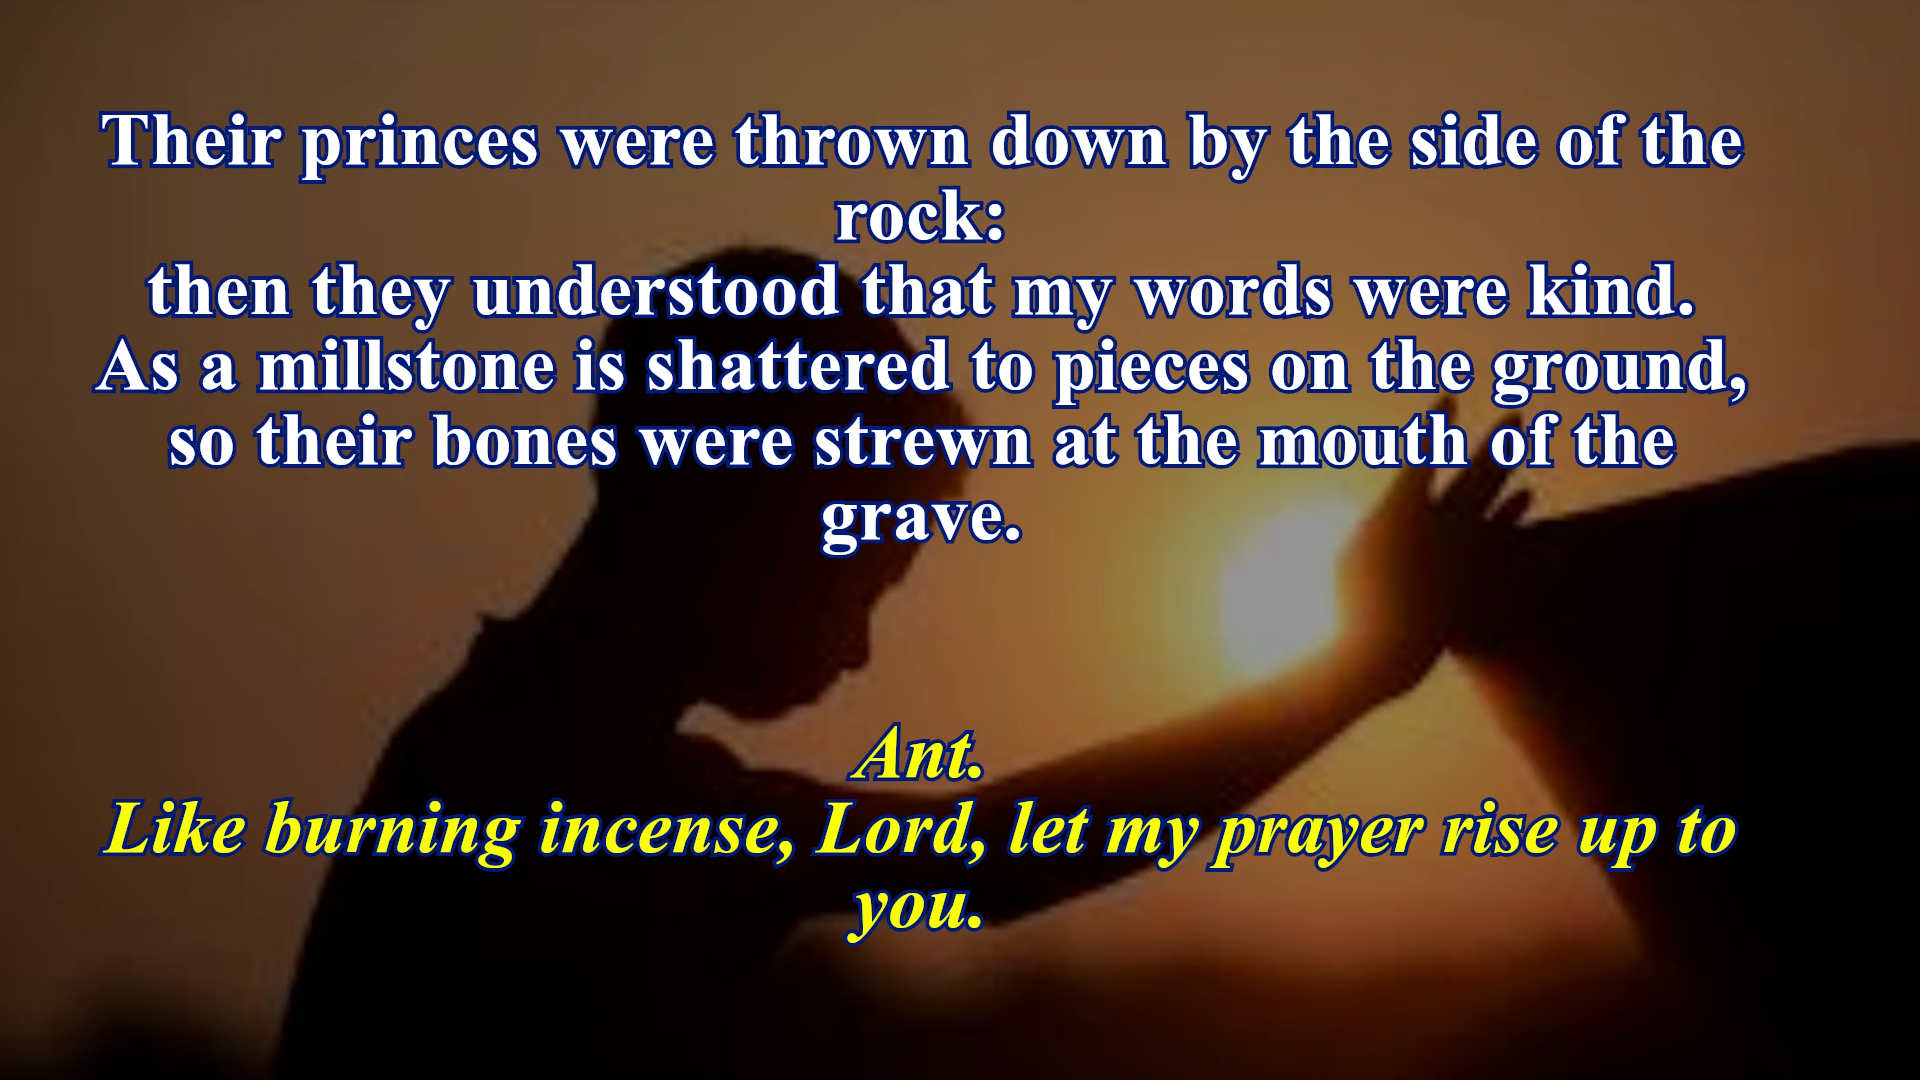 Their princes were thrown down by the side of the
rock:
then they understood that my words were kind.
As a millstone is shattered to pieces on the ground,
so their bones were strewn at the mouth of the
grave.
Ant.
Like burning incense, Lord, let my prayer rise up to
you.